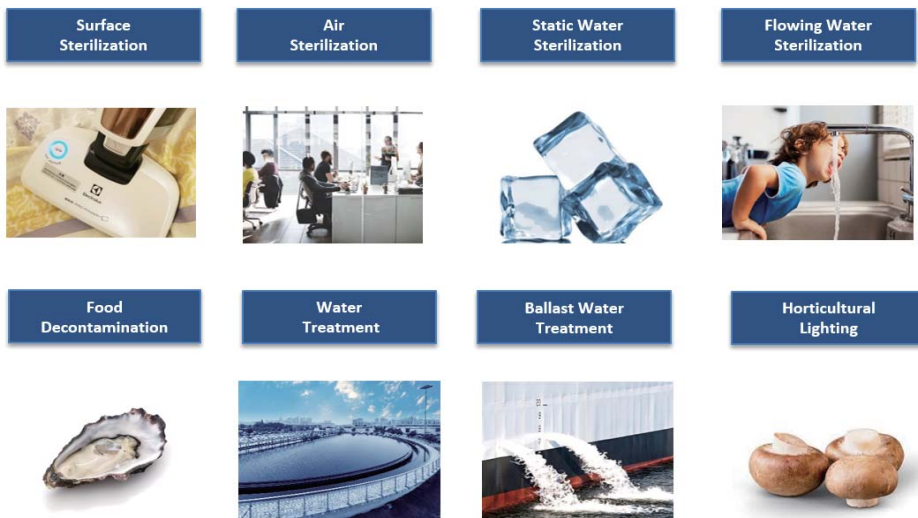 Surface
Sterilization
Air
Sterilization
Static Water
Sterilization
Flowing Water
Sterilization
Electrolux
Food
Decontamination
Water
Treatment
Ballast Water
Treatment
Horticultural
Lighting